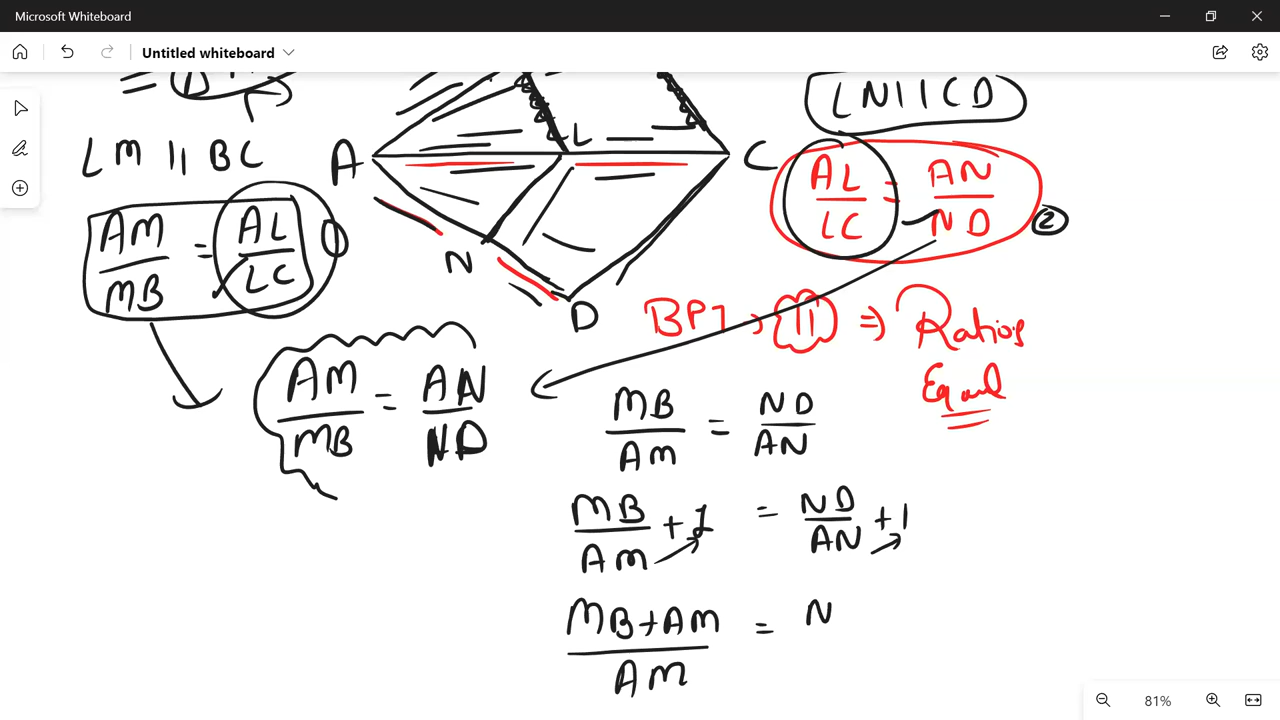 Microsoft Whiteboard
Untitled whiteboard
LN || CD
LM || BC
A
L
C
AL/LC = AN/ND ②
AM/MB = AL/LC ①
N
D
BPT, || ⇒ Ratios
Equal
AM/MB = AN/ND
MB/AM = ND/AN
MB/AM + 1 = ND/AN + 1
MB+AM/AM = N
81%